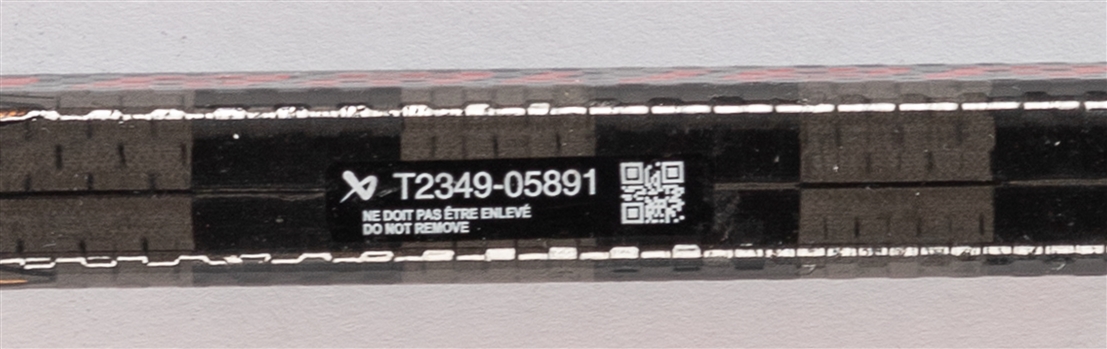 T2349-05891
NE DOIT PAS ÊTRE ENLEVÉ
DO NOT REMOVE